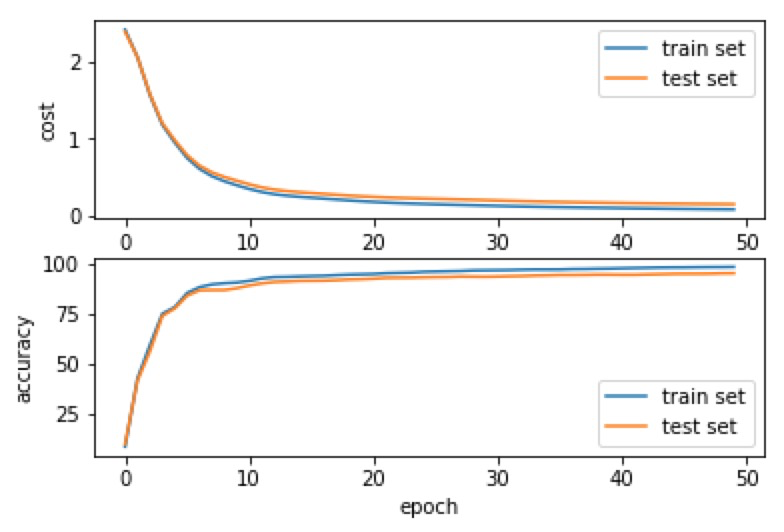 2
1
0
cost
train set
test set
0 10 20 30 40 50
100
75
50
25
accuracy
train set
test set
0 10 20 30 40 50
epoch